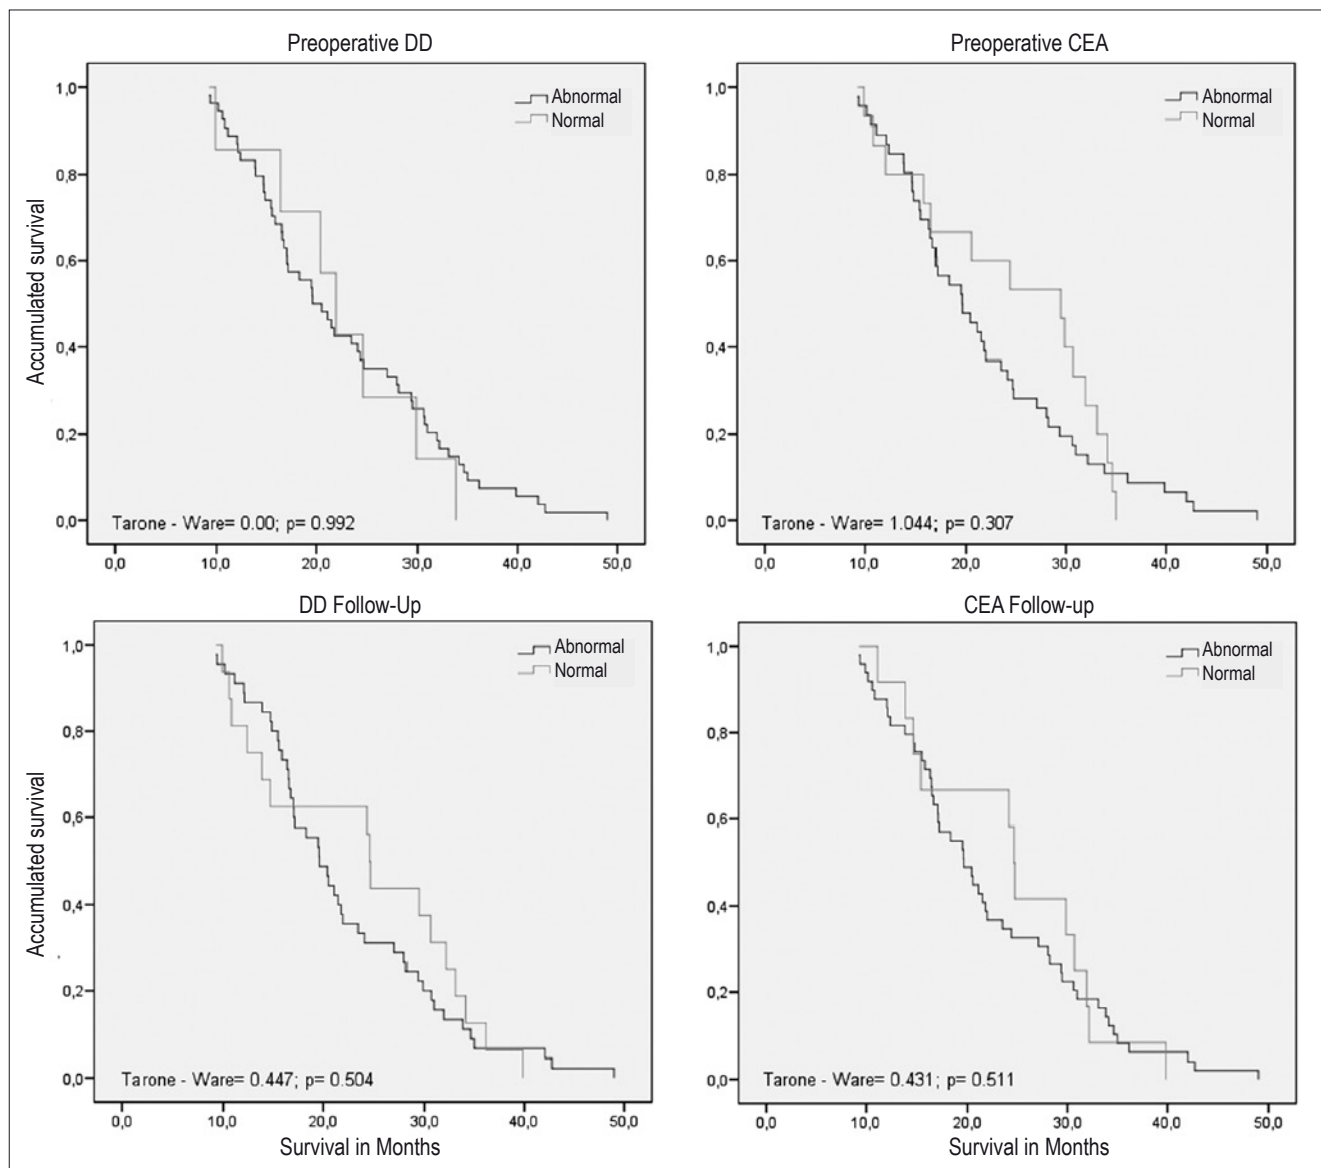 Preoperative DD
Abnormal
Normal
Accumulated survival
1,0
0,8
0,6
0,4
0,2
0,0
Tarone - Ware= 0.00; p= 0.992
0,0 10,0 20,0 30,0 40,0 50,0
Preoperative CEA
Abnormal
Normal
1,0
0,8
0,6
0,4
0,2
0,0
Tarone - Ware= 1.044; p= 0.307
0,0 10,0 20,0 30,0 40,0 50,0
DD Follow-Up
Abnormal
Normal
Accumulated survival
1,0
0,8
0,6
0,4
0,2
0,0
Tarone - Ware= 0.447; p= 0.504
0,0 10,0 20,0 30,0 40,0 50,0
Survival in Months
CEA Follow-up
Abnormal
Normal
1,0
0,8
0,6
0,4
0,2
0,0
Tarone - Ware= 0.431; p= 0.511
0,0 10,0 20,0 30,0 40,0 50,0
Survival in Months